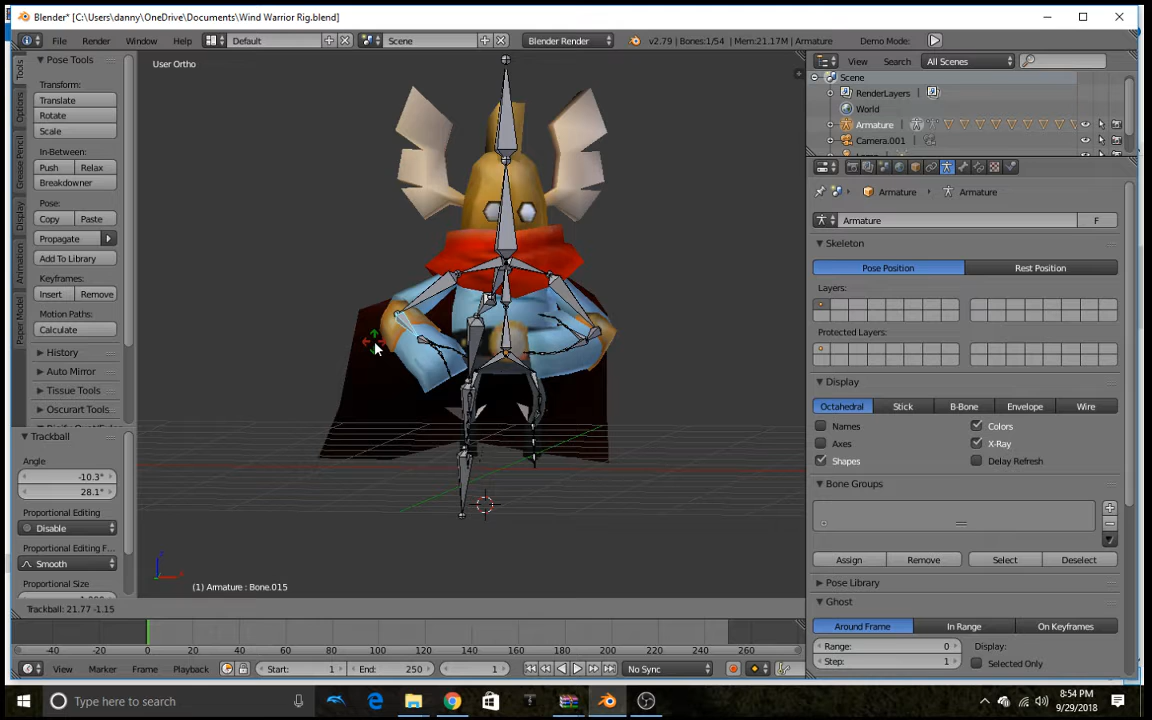 Blender* [C:\Users\danny\OneDrive\Documents\Wind Warrior Rig.blend]
File Render Window Help Default Scene Blender Render v2.79 | Bones:1/54 | Mem:21.17M | Armature Demo Mode:
Tools
Options
Grease Pencil
Display
Animation
Paper Model
Pose Tools
Transform:
Translate
Rotate
Scale
In-Between:
Push Relax
Breakdowner
Pose:
Copy Paste
Propagate
Add To Library
Keyframes:
Insert Remove
Motion Paths:
Calculate
History
Auto Mirror
Tissue Tools
Oscurart Tools
Trackball
Angle
-10.3°
28.1°
Proportional Editing
Disable
Proportional Editing F...
Smooth
Proportional Size
User Ortho
(1) Armature : Bone.015
Trackball: 21.77 -1.15
View Search All Scenes
Scene
RenderLayers
World
Armature
Camera.001
Armature Armature
Armature F
Skeleton
Pose Position Rest Position
Layers:
Protected Layers:
Display
Octahedral Stick B-Bone Envelope Wire
Names Colors
Axes X-Ray
Shapes Delay Refresh
Bone Groups
Assign Remove Select Deselect
Pose Library
Ghost
Around Frame In Range On Keyframes
Range: 0 Display:
Step: 1 Selected Only
-40 -20 0 20 40 60 80 100 120 140 160 180 200 220 240 260
View Marker Frame Playback Start: 1 End: 250 1 No Sync
Type here to search
8:54 PM
9/29/2018